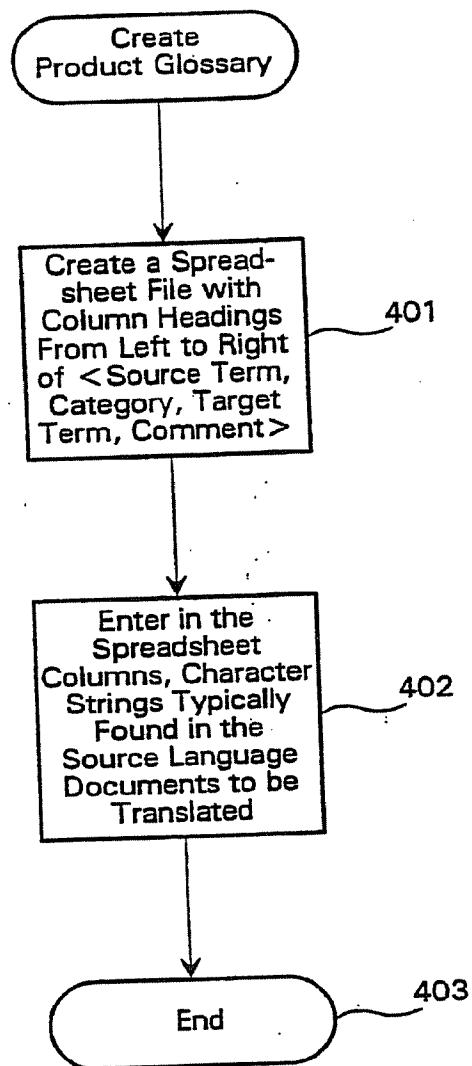 Create
Product Glossary
Create a Spread-
sheet File with
Column Headings
From Left to Right
of <Source Term,
Category, Target
Term, Comment>
401
Enter in the
Spreadsheet
Columns, Character
Strings Typically
Found in the
Source Language
Documents to be
Translated
402
End
403